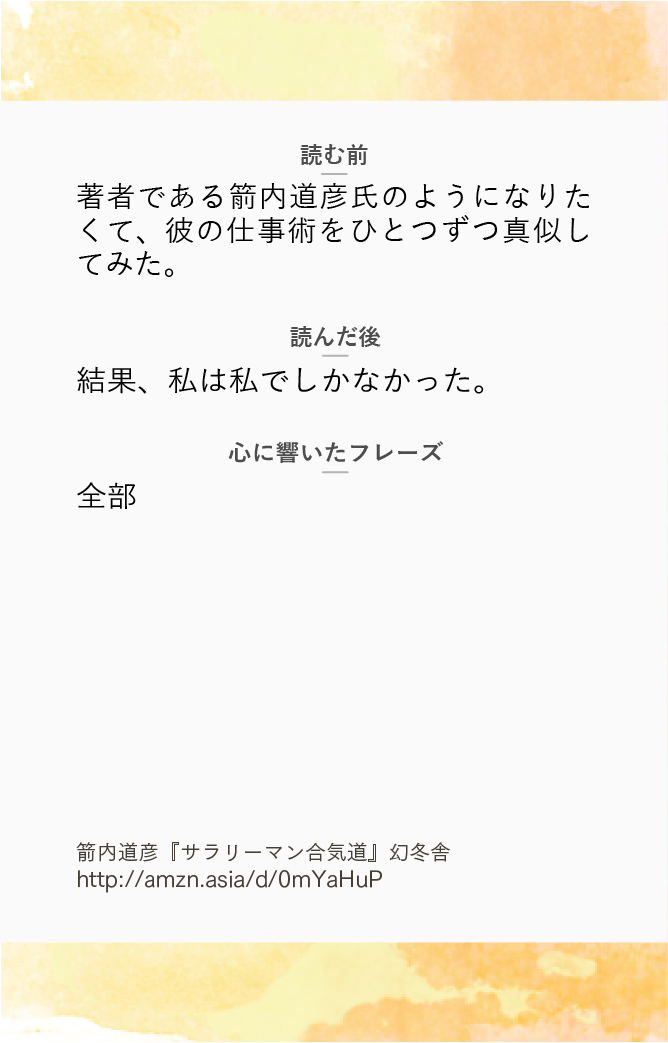 読む前
著者である箭内道彦氏のようになりた
くて、彼の仕事術をひとつずつ真似し
てみた。
読んだ後
結果、私は私でしかなかった。
心に響いたフレーズ
全部
箭内道彦『サラリーマン合気道』幻冬舎
http://amzn.asia/d/0mYaHuP